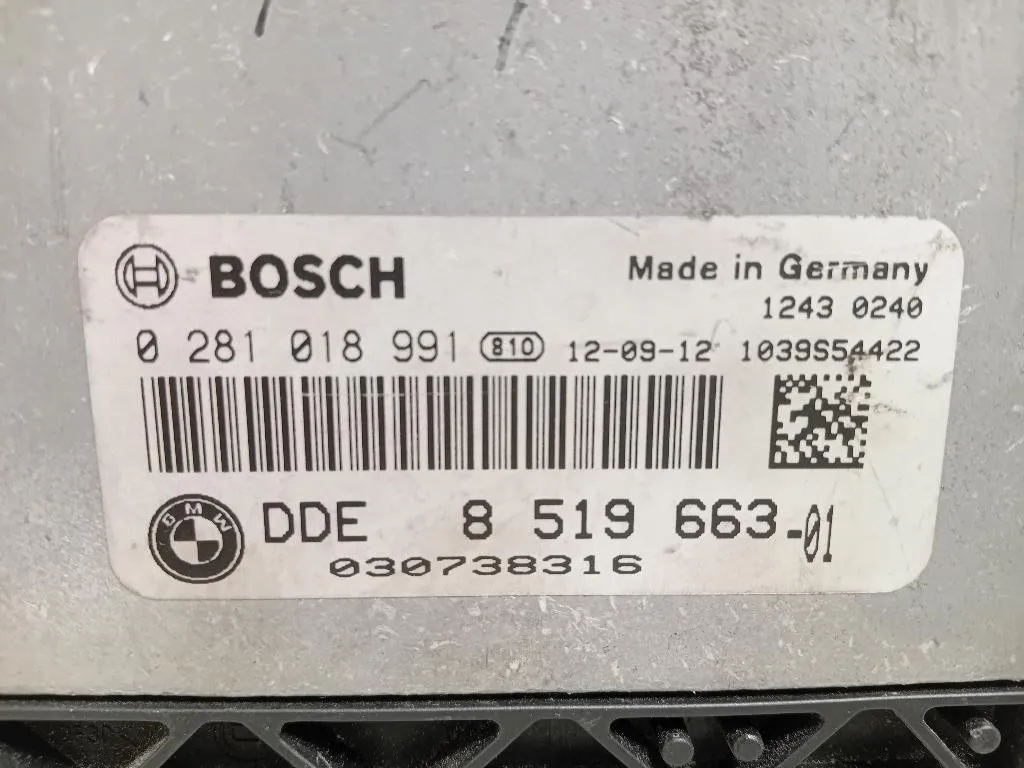 BOSCH
Made in Germany
1243 0240
0 281 018 991 810 12-09-12 1039S54422
BMW DDE 8 519 663-01
030738316